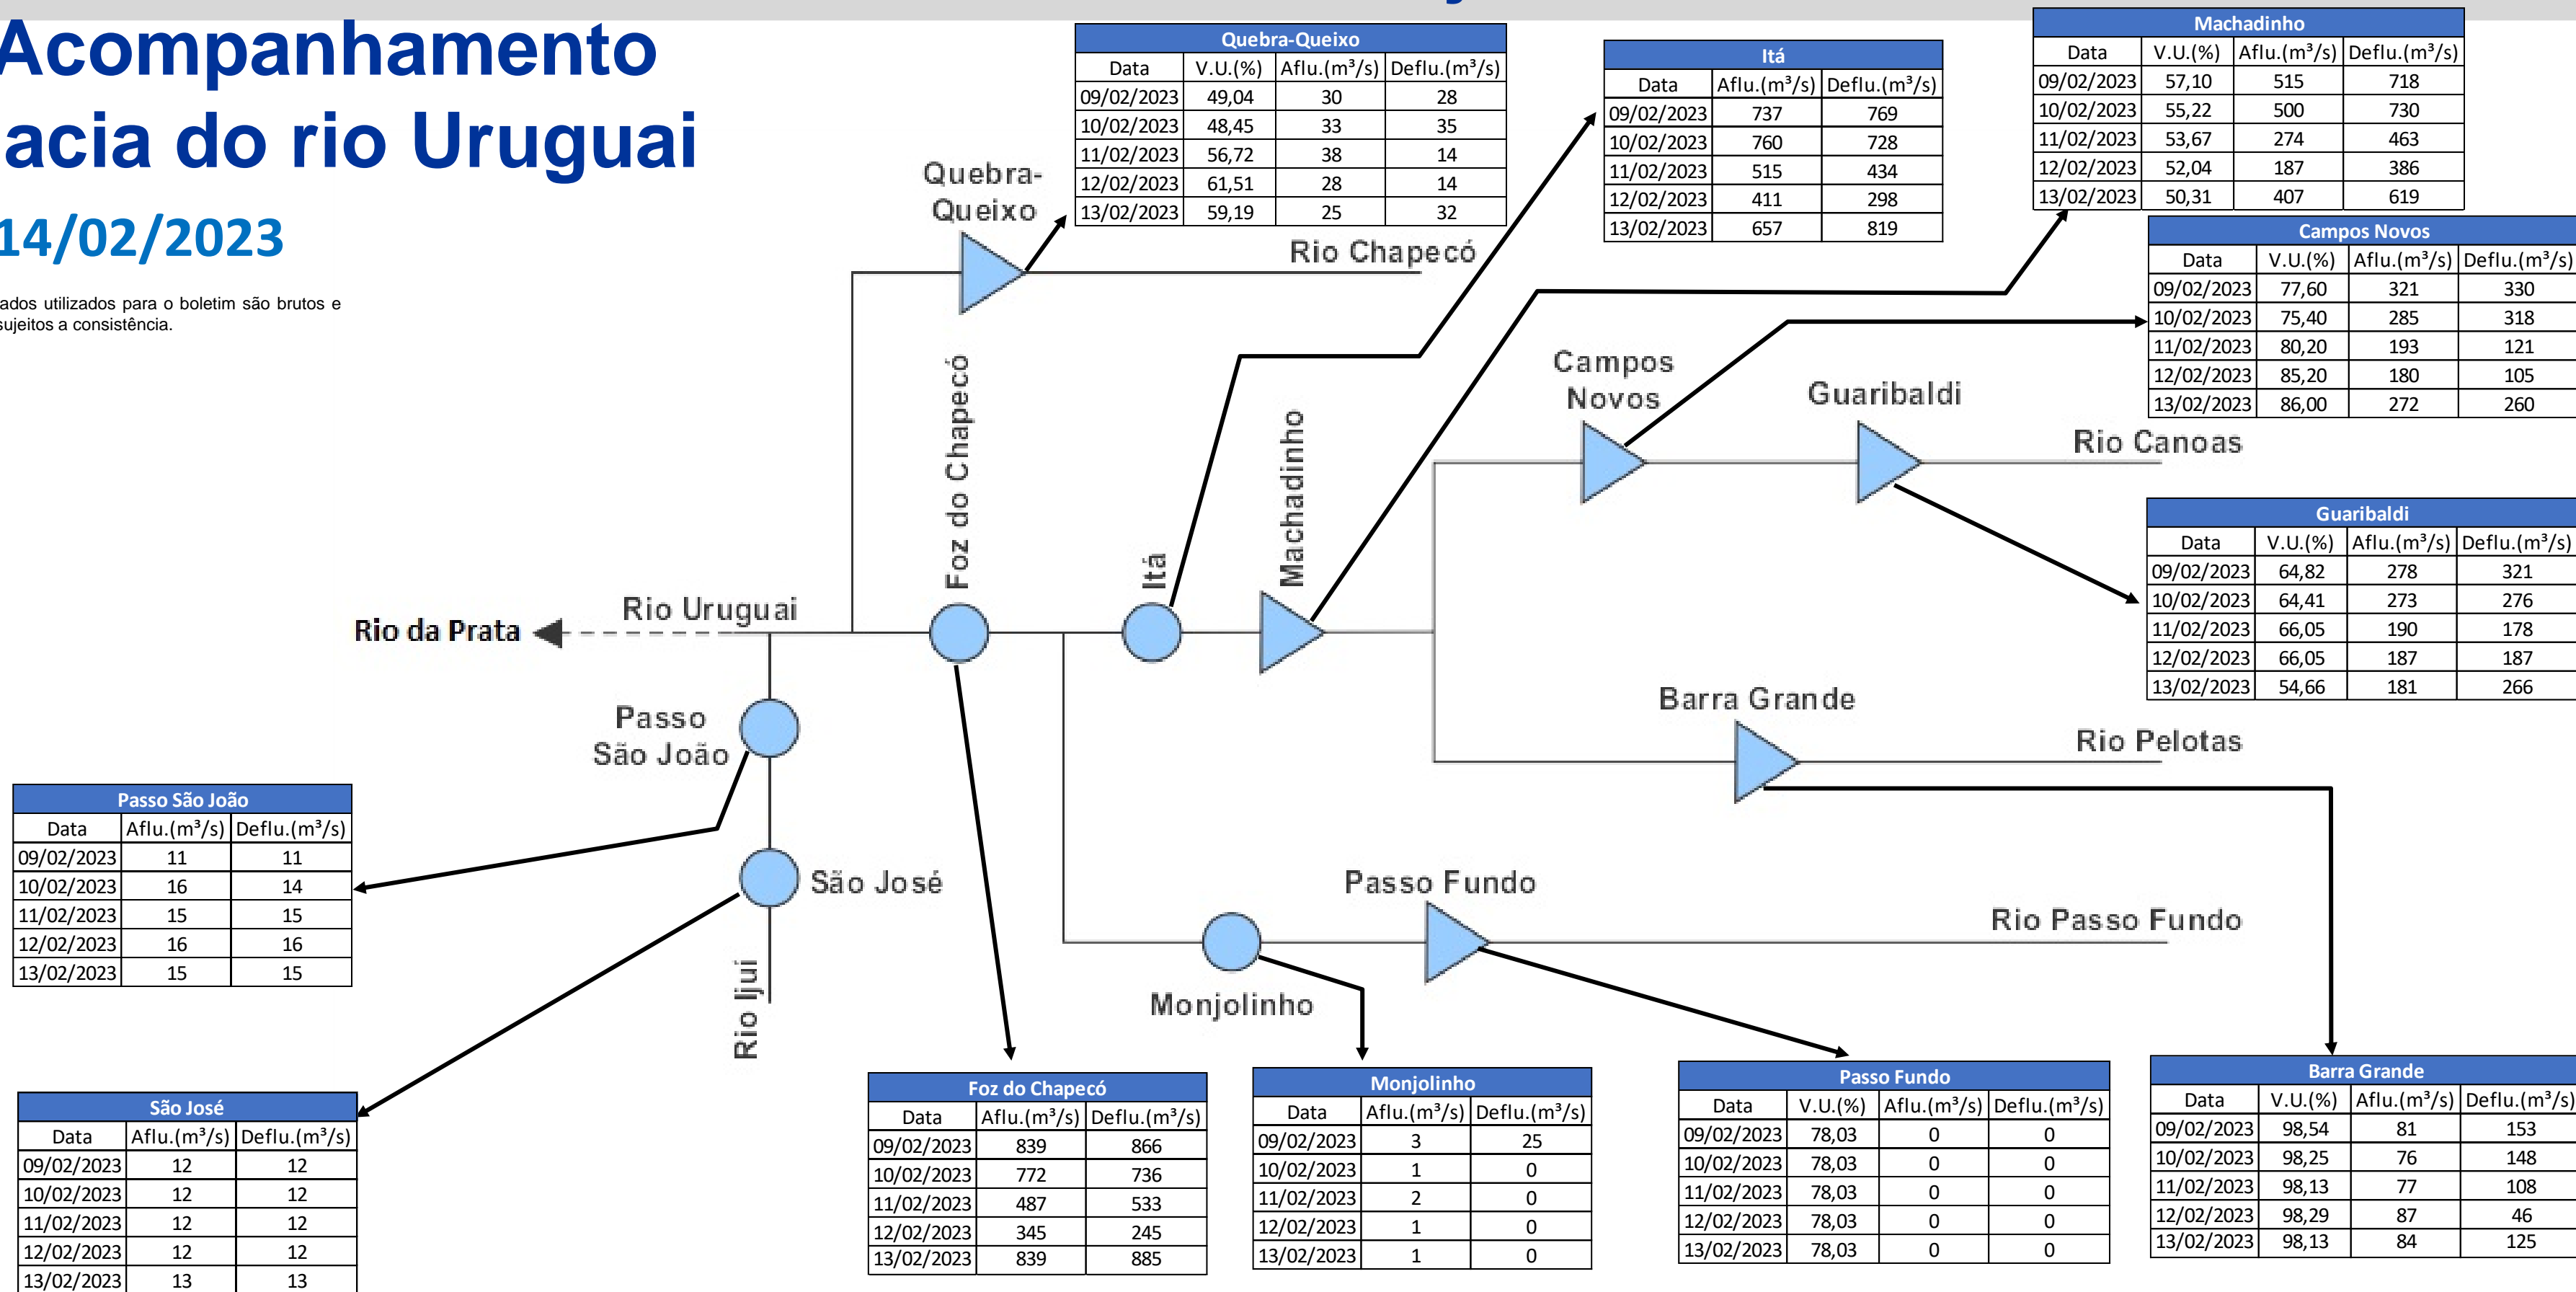 Acompanhamento
acia do rio Uruguai
14/02/2023
ados utilizados para o boletim são brutos e
sujeitos a consistência.
Quebra-Queixo
Data V.U.(%) Aflu.(m³/s) Deflu.(m³/s)
09/02/2023 49,04 30 28
10/02/2023 48,45 33 35
11/02/2023 56,72 38 14
12/02/2023 61,51 28 14
13/02/2023 59,19 25 32
Itá
Data Aflu.(m³/s) Deflu.(m³/s)
09/02/2023 737 769
10/02/2023 760 728
11/02/2023 515 434
12/02/2023 411 298
13/02/2023 657 819
Machadinho
Data V.U.(%) Aflu.(m³/s) Deflu.(m³/s)
09/02/2023 57,10 515 718
10/02/2023 55,22 500 730
11/02/2023 53,67 274 463
12/02/2023 52,04 187 386
13/02/2023 50,31 407 619
Campos Novos
Data V.U.(%) Aflu.(m³/s) Deflu.(m³/s)
09/02/2023 77,60 321 330
10/02/2023 75,40 285 318
11/02/2023 80,20 193 121
12/02/2023 85,20 180 105
13/02/2023 86,00 272 260
Quebra-
Queixo
Rio Chapecó
Foz do Chapecó
Itá
Machadinho
Campos
Novos
Guaribaldi
Rio Canoas
Guaribaldi
Data V.U.(%) Aflu.(m³/s) Deflu.(m³/s)
09/02/2023 64,82 278 321
10/02/2023 64,41 273 276
11/02/2023 66,05 190 178
12/02/2023 66,05 187 187
13/02/2023 54,66 181 266
Rio da Prata
Rio Uruguai
Passo
São João
Barra Grande
Rio Pelotas
São José
Rio Ijuí
Passo Fundo
Rio Passo Fundo
Monjolinho
Passo São João
Data Aflu.(m³/s) Deflu.(m³/s)
09/02/2023 11 11
10/02/2023 16 14
11/02/2023 15 15
12/02/2023 16 16
13/02/2023 15 15
São José
Data Aflu.(m³/s) Deflu.(m³/s)
09/02/2023 12 12
10/02/2023 12 12
11/02/2023 12 12
12/02/2023 12 12
13/02/2023 13 13
Foz do Chapecó
Data Aflu.(m³/s) Deflu.(m³/s)
09/02/2023 839 866
10/02/2023 772 736
11/02/2023 487 533
12/02/2023 345 245
13/02/2023 839 885
Monjolinho
Data Aflu.(m³/s) Deflu.(m³/s)
09/02/2023 3 25
10/02/2023 1 0
11/02/2023 2 0
12/02/2023 1 0
13/02/2023 1 0
Passo Fundo
Data V.U.(%) Aflu.(m³/s) Deflu.(m³/s)
09/02/2023 78,03 0 0
10/02/2023 78,03 0 0
11/02/2023 78,03 0 0
12/02/2023 78,03 0 0
13/02/2023 78,03 0 0
Barra Grande
Data V.U.(%) Aflu.(m³/s) Deflu.(m³/s)
09/02/2023 98,54 81 153
10/02/2023 98,25 76 148
11/02/2023 98,13 77 108
12/02/2023 98,29 87 46
13/02/2023 98,13 84 125